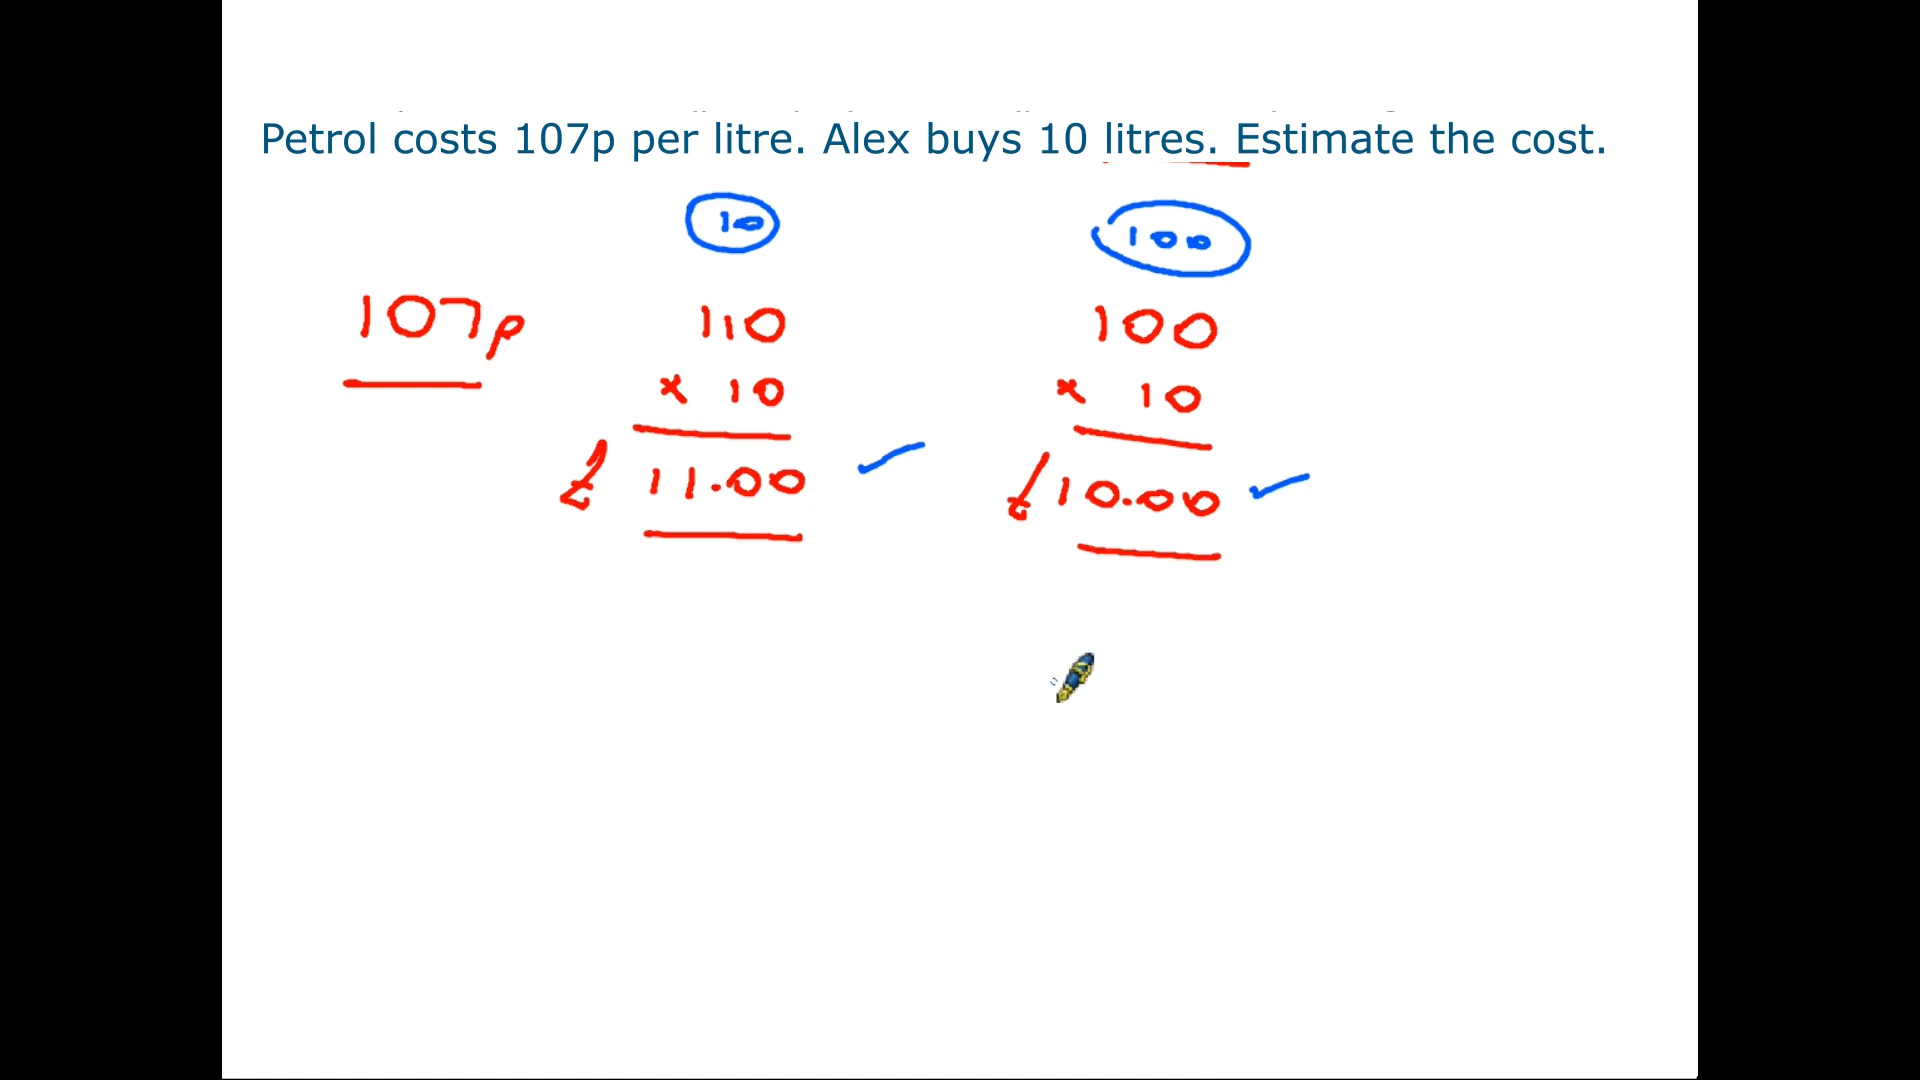 Petrol costs 107p per litre. Alex buys 10 litres. Estimate the cost.
10 100
107p 110 100
x 10 x 10
£ 11.00 £10.00